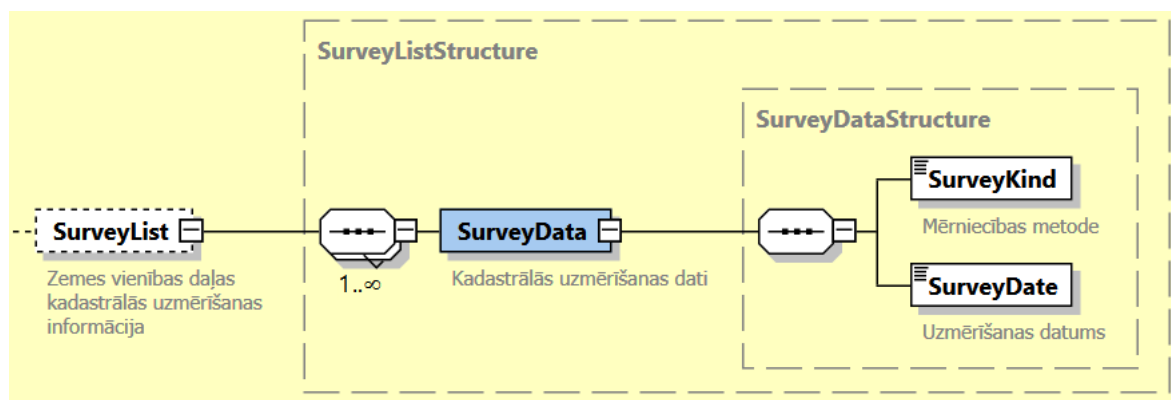 SurveyListStructure
SurveyDataStructure
SurveyKind
Mērniecības metode
SurveyList
SurveyData
Zemes vienības daļas
kadastrālās uzmērīšanas
informācija
1..∞
Kadastrālās uzmērīšanas dati
SurveyDate
Uzmērīšanas datums